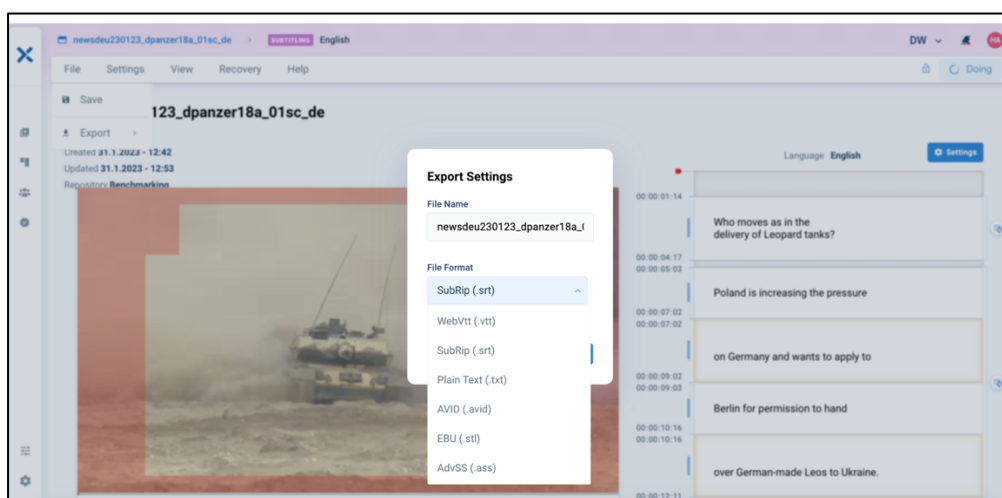 newsdeu230123_dpanzer18a_01sc_de > SUBTITLING English
DW
HA
File Settings View Recovery Help
Doing
Save
Export >
123_dpanzer18a_01sc_de
Created 31.1.2023 - 12:42
Updated 31.1.2023 - 12:53
Repository Benchmarking
Export Settings
File Name
newsdeu230123_dpanzer18a_(
File Format
SubRip (.srt)
WebVtt (.vtt)
SubRip (.srt)
Plain Text (.txt)
AVID (.avid)
EBU (.stl)
AdvSS (.ass)
Language English
Settings
00:00:01:14
Who moves as in the
delivery of Leopard tanks?
00:00:04:17
00:00:05:03
Poland is increasing the pressure
00:00:07:02
00:00:07:02
on Germany and wants to apply to
00:00:09:02
00:00:09:03
Berlin for permission to hand
00:00:10:16
00:00:10:16
over German-made Leos to Ukraine.
00:00:12:11